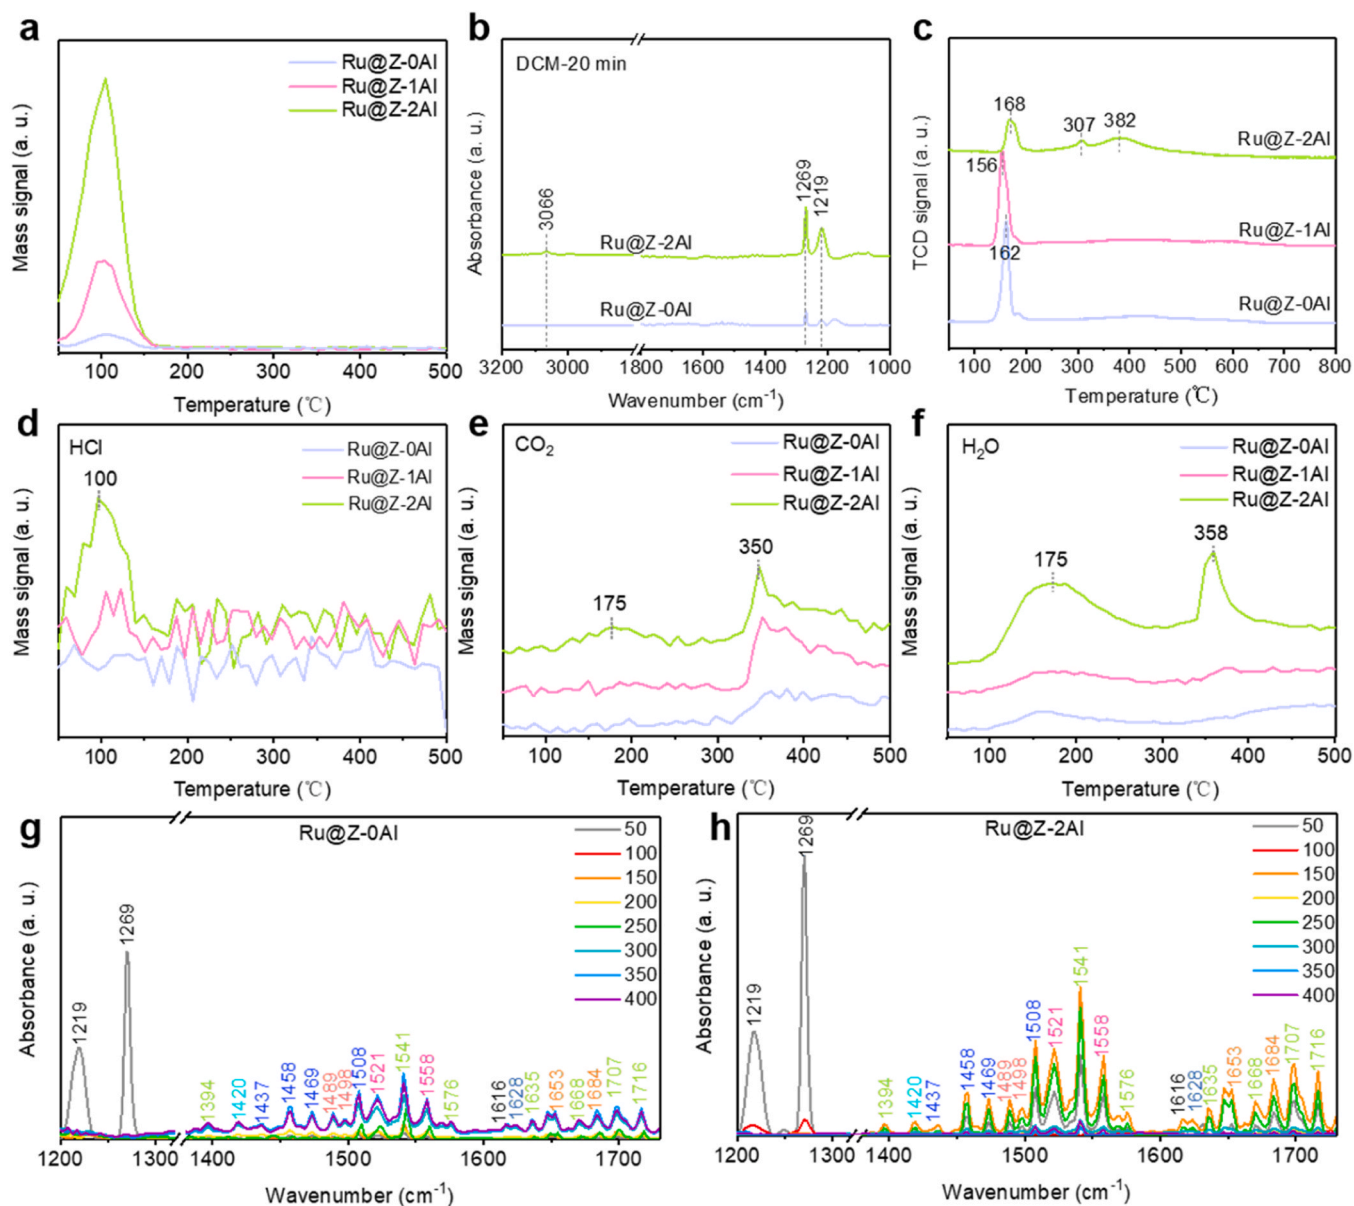 a
Ru@Z-0Al
Ru@Z-1Al
Ru@Z-2Al
Mass signal (a. u.)
100 200 300 400 500
Temperature (℃)
b
DCM-20 min
Absorbance (a. u.)
3066
1269
1219
Ru@Z-2Al
Ru@Z-0Al
3200 3000 1800 1400 1200 1000
Wavenumber (cm⁻¹)
c
TCD signal (a. u.)
168
307
382
Ru@Z-2Al
156
Ru@Z-1Al
162
Ru@Z-0Al
100 200 300 400 500 600 700 800
Temperature (℃)
d
HCl
Ru@Z-0Al
Ru@Z-1Al
Ru@Z-2Al
100
Mass signal (a. u.)
100 200 300 400 500
Temperature (℃)
e
CO₂
Ru@Z-0Al
Ru@Z-1Al
Ru@Z-2Al
175
350
Mass signal (a. u.)
100 200 300 400 500
Temperature (℃)
f
H₂O
Ru@Z-0Al
Ru@Z-1Al
Ru@Z-2Al
175
358
Mass signal (a. u.)
100 200 300 400 500
Temperature (℃)
g
Ru@Z-0Al
50
100
150
200
250
300
350
400
Absorbance (a. u.)
1219
1269
1394
1420
1437
1458
1469
1489
1498
1508
1521
1541
1558
1576
1616
1628
1635
1653
1668
1684
1707
1716
1200 1300 1400 1500 1600 1700
Wavenumber (cm⁻¹)
h
Ru@Z-2Al
50
100
150
200
250
300
350
400
Absorbance (a. u.)
1219
1269
1394
1420
1437
1458
1469
1489
1498
1508
1521
1541
1558
1576
1616
1628
1635
1653
1668
1684
1707
1716
1200 1300 1400 1500 1600 1700
Wavenumber (cm⁻¹)